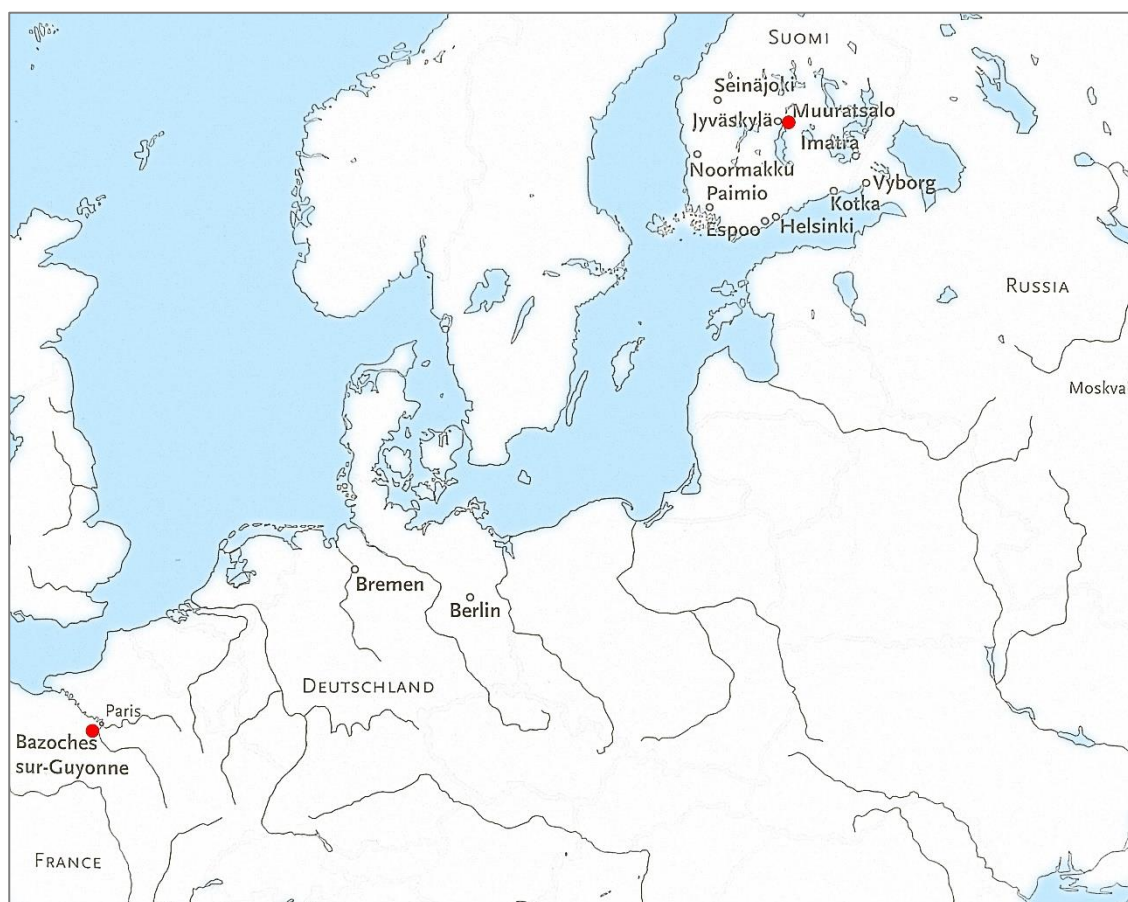 SUOMI
Seinäjoki
Muuratsalo
Jyväskylä
Imatra
Noormakku
Vyborg
Paimio
Kotka
Espoo
Helsinki
RUSSIA
Moskva
Bremen
Berlin
DEUTSCHLAND
Paris
Bazoches
sur-Guyonne
FRANCE